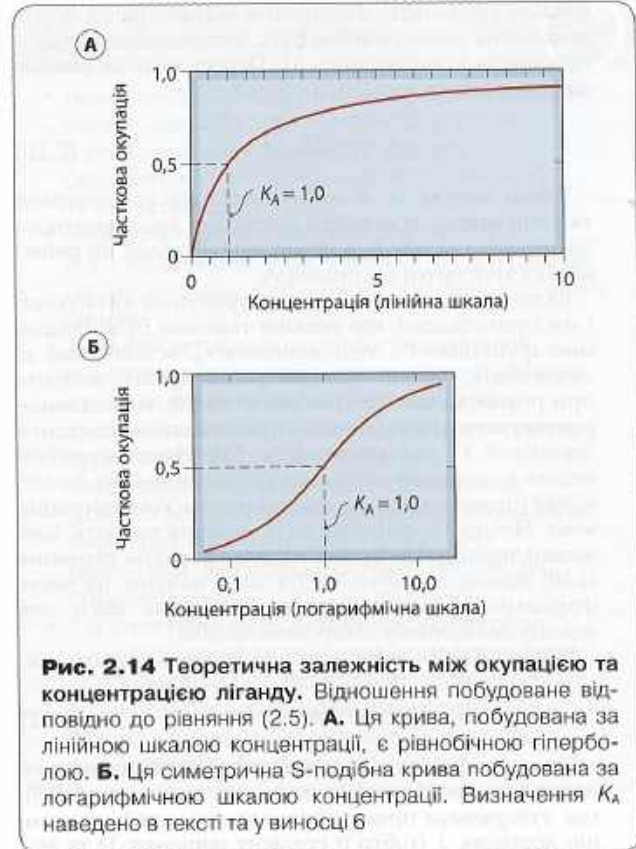 А
1,0
0,5
0
Часткова окупація
K_A = 1,0
0
5
10
Концентрація (лінійна шкала)
Б
1,0
0,5
0
Часткова окупація
K_A = 1,0
0,1
1,0
10,0
Концентрація (логарифмічна шкала)
Рис. 2.14 Теоретична залежність між окупацією та
концентрацією ліганду. Відношення побудоване від-
повідно до рівняння (2.5). А. Ця крива, побудована за
лінійною шкалою концентрації, є рівнобічною гіпербо-
лою. Б. Ця симетрична S-подібна крива побудована за
логарифмічною шкалою концентрації. Визначення K_A
наведено в тексті та у виносці 6